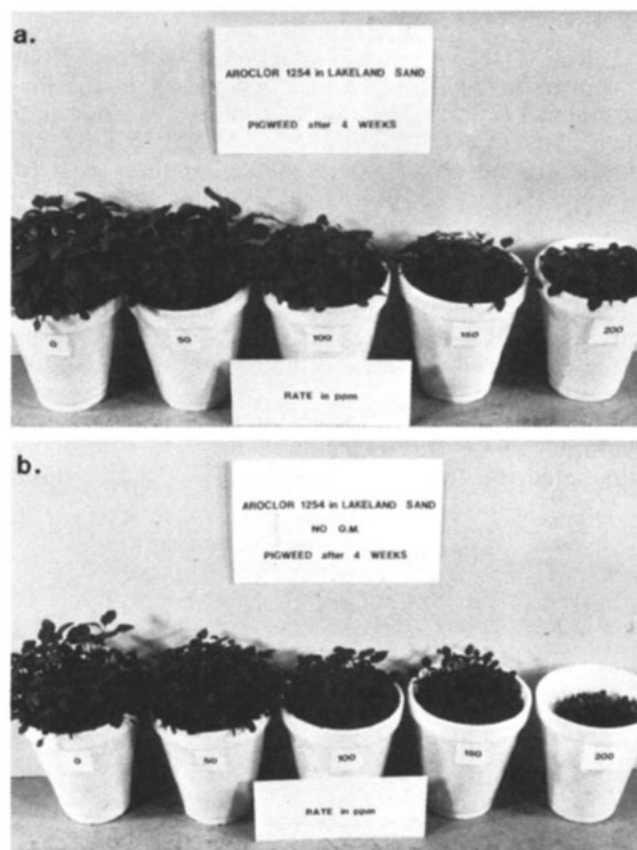 a.
AROCLOR 1254 in LAKELAND SAND
PIGWEED after 4 WEEKS
0 50 100 150 200
RATE in ppm
b.
AROCLOR 1254 in LAKELAND SAND
NO O.M.
PIGWEED after 4 WEEKS
0 50 100 150 200
RATE in ppm